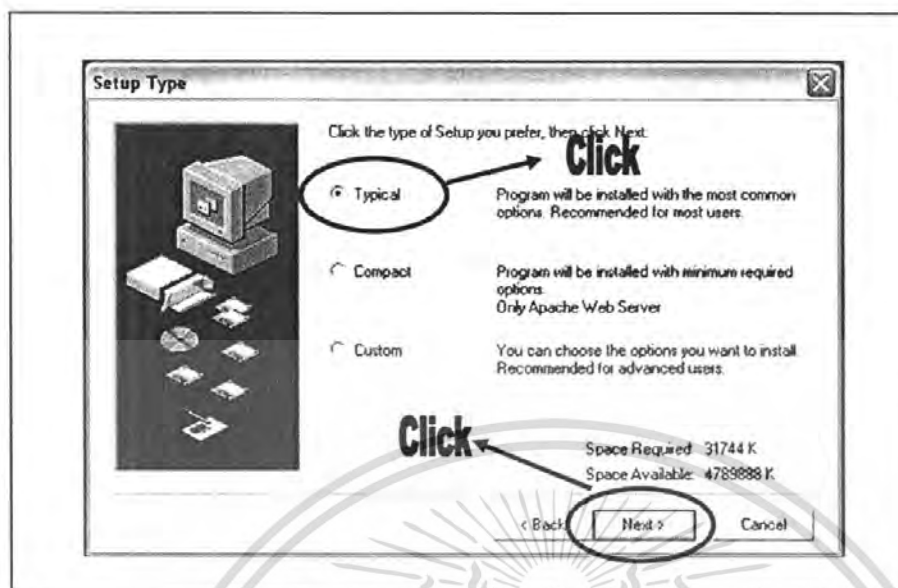 Setup Type
Click the type of Setup you prefer, then click Next.
Click
Typical
Program will be installed with the most common
options. Recommended for most users.
Compact
Program will be installed with minimum required
options.
Only Apache Web Server
Custom
You can choose the options you want to install.
Recommended for advanced users.
Click
Space Required: 31744 K
Space Available: 4789888 K
< Back
Next >
Cancel